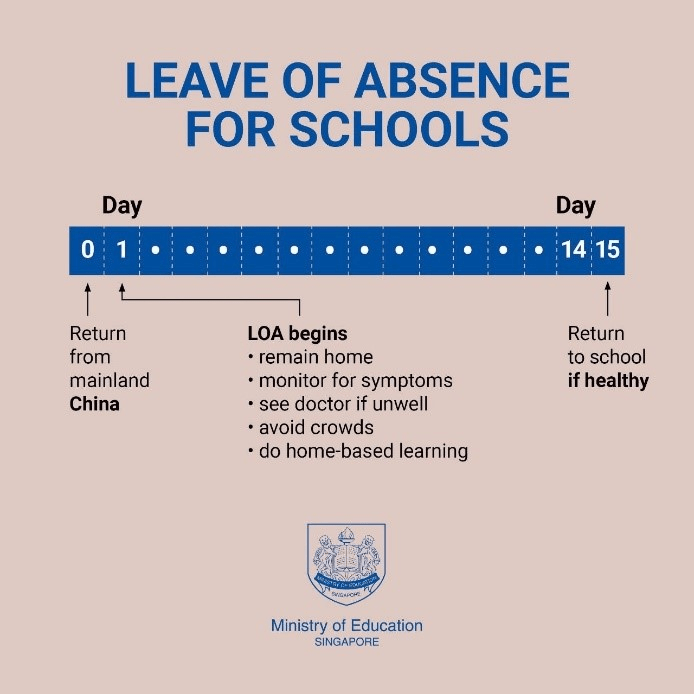 LEAVE OF ABSENCE
FOR SCHOOLS
Day
Day
0 1 14 15
Return
from
mainland
China
LOA begins
• remain home
• monitor for symptoms
• see doctor if unwell
• avoid crowds
• do home-based learning
Return
to school
if healthy
MINISTRY OF EDUCATION
SINGAPORE
Ministry of Education
SINGAPORE